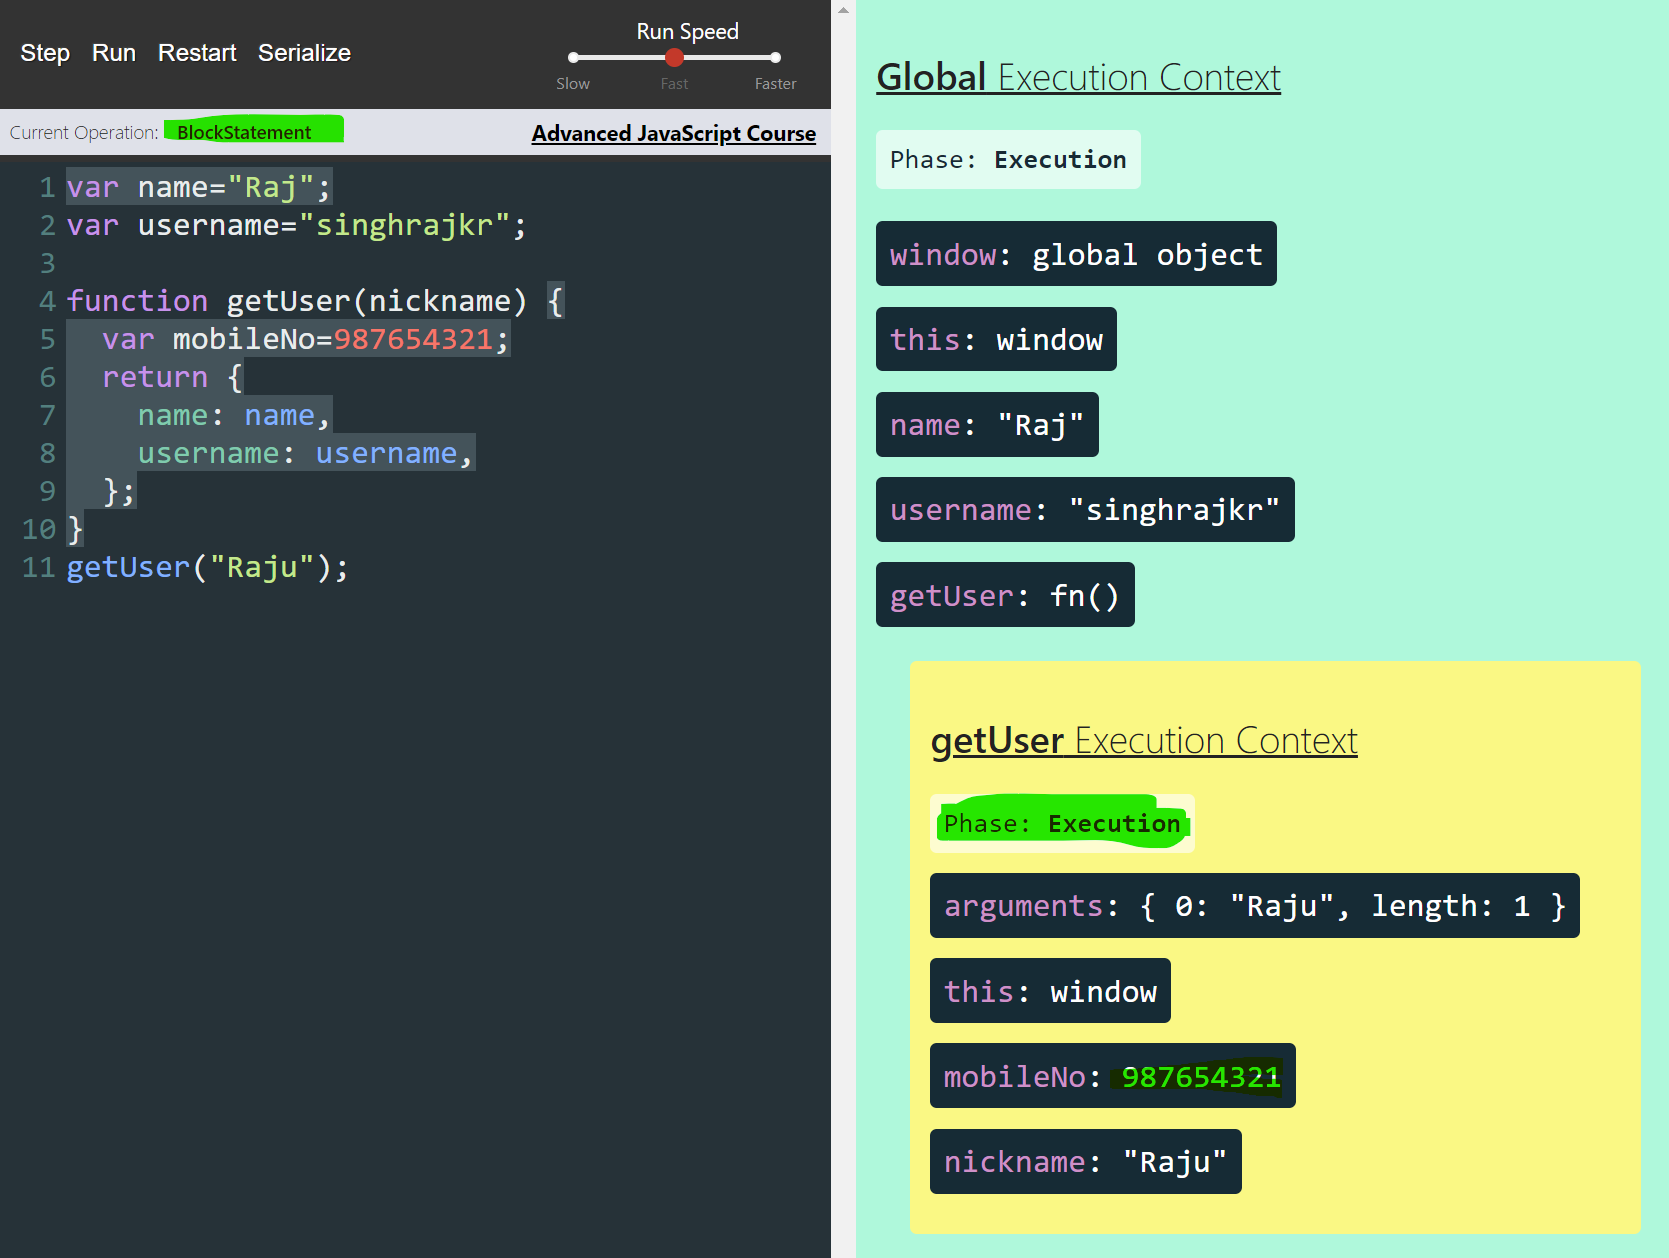 Step Run Restart Serialize
Run Speed
Slow Fast Faster
Current Operation: BlockStatement
Advanced JavaScript Course
1 var name="Raj";
2 var username="singhrajkr";
3
4 function getUser(nickname) {
5   var mobileNo=987654321;
6   return {
7     name: name,
8     username: username,
9   };
10 }
11 getUser("Raju");
Global Execution Context
Phase: Execution
window: global object
this: window
name: "Raj"
username: "singhrajkr"
getUser: fn()
getUser Execution Context
Phase: Execution
arguments: { 0: "Raju", length: 1 }
this: window
mobileNo: 987654321
nickname: "Raju"